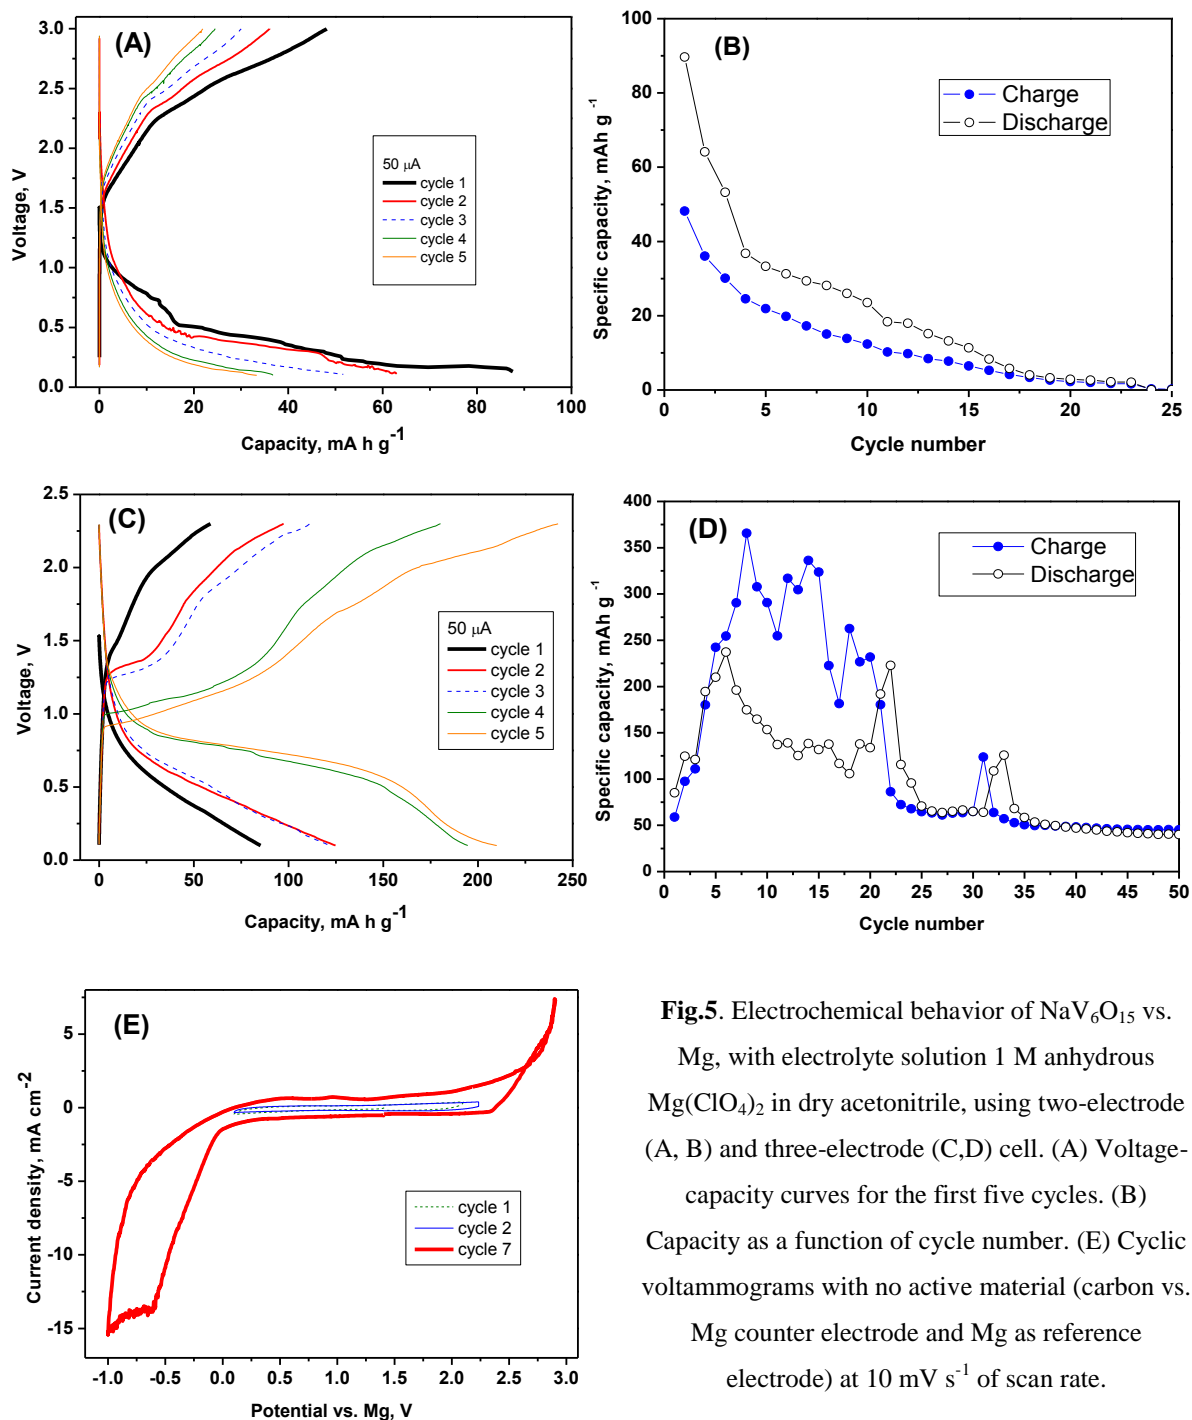 (A)
3.0
2.5
2.0
1.5
1.0
0.5
0.0
Voltage, V
50 μA
cycle 1
cycle 2
cycle 3
cycle 4
cycle 5
0 20 40 60 80 100
Capacity, mA h g-1
(B)
100
80
60
40
20
0
Specific capacity, mAh g -1
Charge
Discharge
0 5 10 15 20 25
Cycle number
(C)
2.5
2.0
1.5
1.0
0.5
0.0
Voltage, V
50 μA
cycle 1
cycle 2
cycle 3
cycle 4
cycle 5
0 50 100 150 200 250
Capacity, mA h g-1
(D)
400
350
300
250
200
150
100
50
0
Specific capacity, mAh g -1
Charge
Discharge
0 5 10 15 20 25 30 35 40 45 50
Cycle number
(E)
5
0
-5
-10
-15
Current density, mA cm-2
cycle 1
cycle 2
cycle 7
-1.0 -0.5 0.0 0.5 1.0 1.5 2.0 2.5 3.0
Potential vs. Mg, V
Fig.5. Electrochemical behavior of NaV6O15 vs.
Mg, with electrolyte solution 1 M anhydrous
Mg(ClO4)2 in dry acetonitrile, using two-electrode
(A, B) and three-electrode (C,D) cell. (A) Voltage-
capacity curves for the first five cycles. (B)
Capacity as a function of cycle number. (E) Cyclic
voltammograms with no active material (carbon vs.
Mg counter electrode and Mg as reference
electrode) at 10 mV s-1 of scan rate.